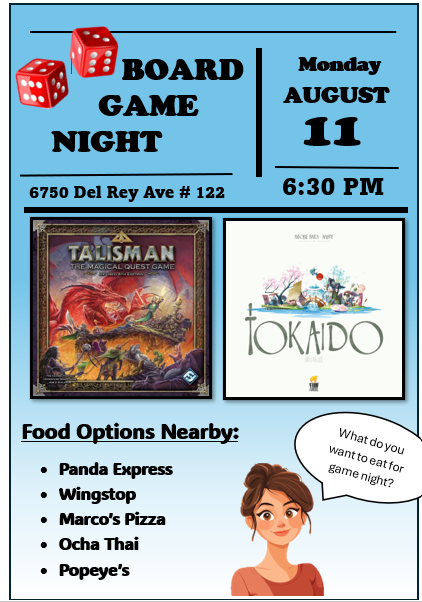 BOARD
GAME
NIGHT
6750 Del Rey Ave # 122
Monday
AUGUST
11
6:30 PM
TALISMAN
THE MAGICAL QUEST GAME
TOKAIDO
Food Options Nearby:
• Panda Express
• Wingstop
• Marco's Pizza
• Ocha Thai
• Popeye's
What do you
want to eat for
game night?